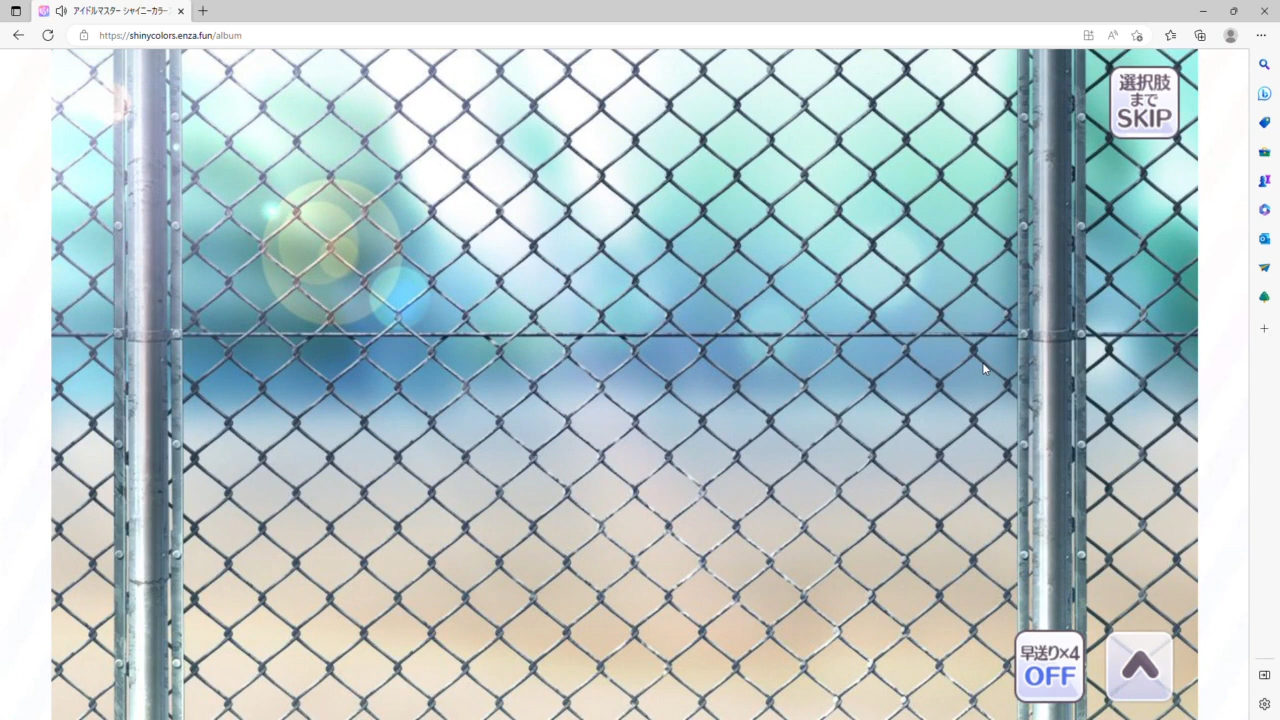 アイドルマスター シャイニーカラー
https://shinycolors.enza.fun/album
選択肢
まで
SKIP
早送り×4
OFF